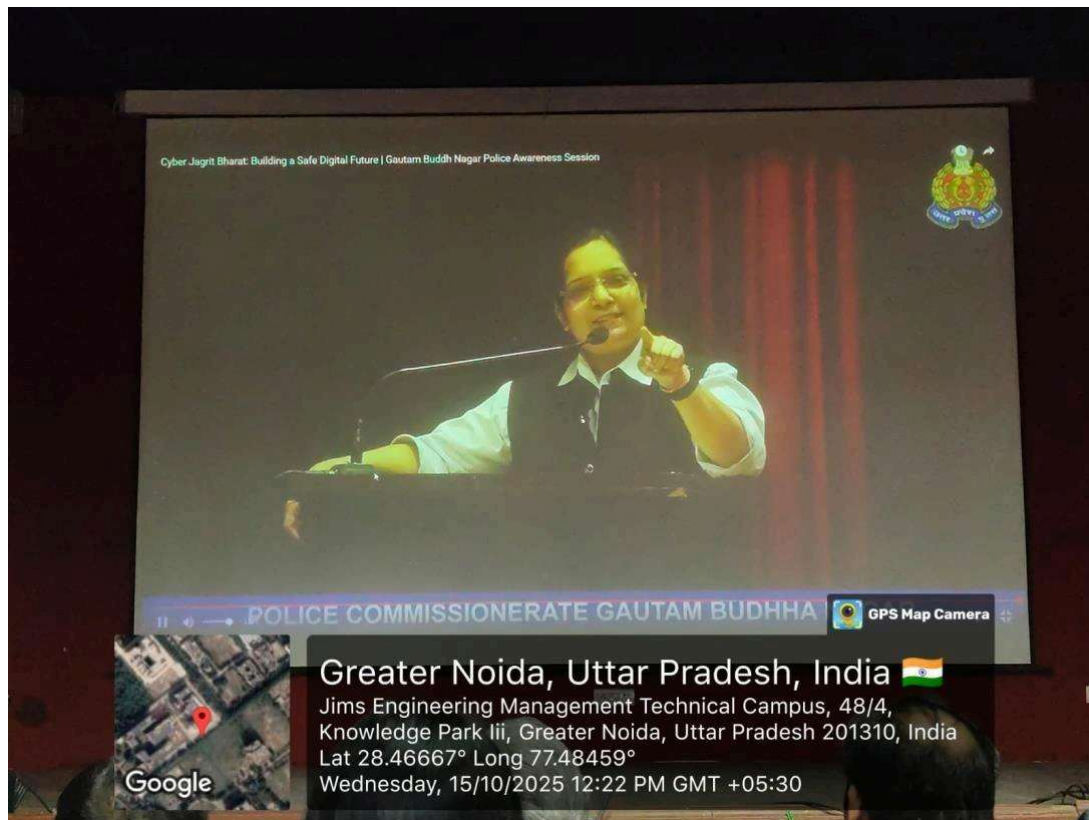 Cyber Jagrit Bharat: Building a Safe Digital Future | Gautam Buddh Nagar Police Awareness Session
उत्तर प्रदेश पुलिस
POLICE COMMISSIONERATE GAUTAM BUDHHA
GPS Map Camera
Greater Noida, Uttar Pradesh, India
Jims Engineering Management Technical Campus, 48/4,
Knowledge Park Iii, Greater Noida, Uttar Pradesh 201310, India
Lat 28.46667° Long 77.48459°
Wednesday, 15/10/2025 12:22 PM GMT +05:30
Google